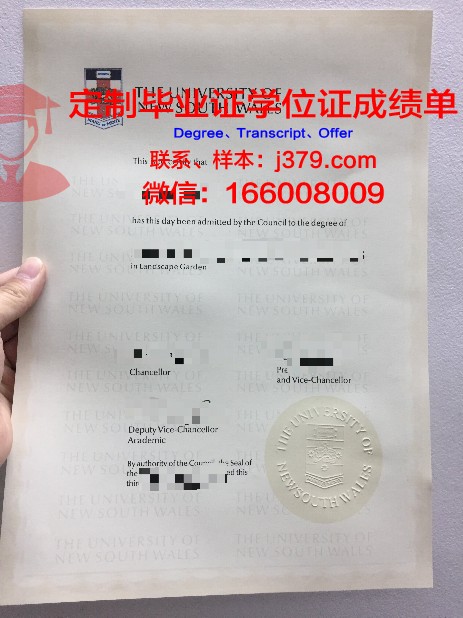 THE UNIVERSITY OF
NEW SOUTH WALES
定制毕业证学位证成绩单
Degree、Transcript、Offer
This that
联系、样本：j379.com
微信：166008009
has this day been admitted by the Council to the degree of
in Landscape Garden
Chancellor
and Vice-Chancellor
Deputy Vice-Chancellor
Academic
By authority of the Council, the Seal of
the
this
THE UNIVERSITY OF
NEW SOUTH WALES